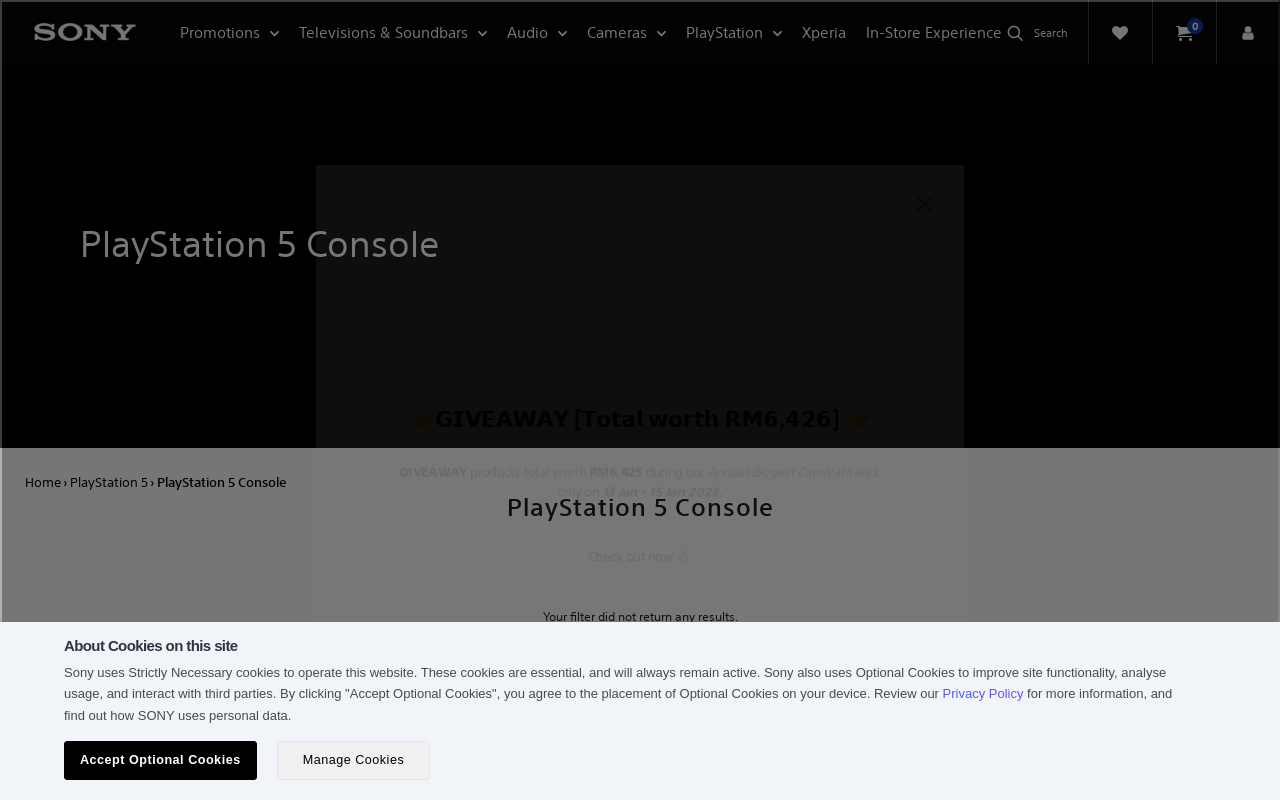 SONY
Promotions
Televisions & Soundbars
Audio
Cameras
PlayStation
Xperia
In-Store Experience
Search
0
PlayStation 5 Console
⭐GIVEAWAY [Total worth RM6,426] ⭐
GIVEAWAY products total worth RM6,425 during our Annual Biggest Carnival Sales,
only on 13 Jan - 15 Jan 2023.
Home › PlayStation 5 › PlayStation 5 Console
PlayStation 5 Console
Check out now 🔥
Your filter did not return any results.
About Cookies on this site
Sony uses Strictly Necessary cookies to operate this website. These cookies are essential, and will always remain active. Sony also uses Optional Cookies to improve site functionality, analyse
usage, and interact with third parties. By clicking "Accept Optional Cookies", you agree to the placement of Optional Cookies on your device. Review our Privacy Policy for more information, and
find out how SONY uses personal data.
Accept Optional Cookies
Manage Cookies